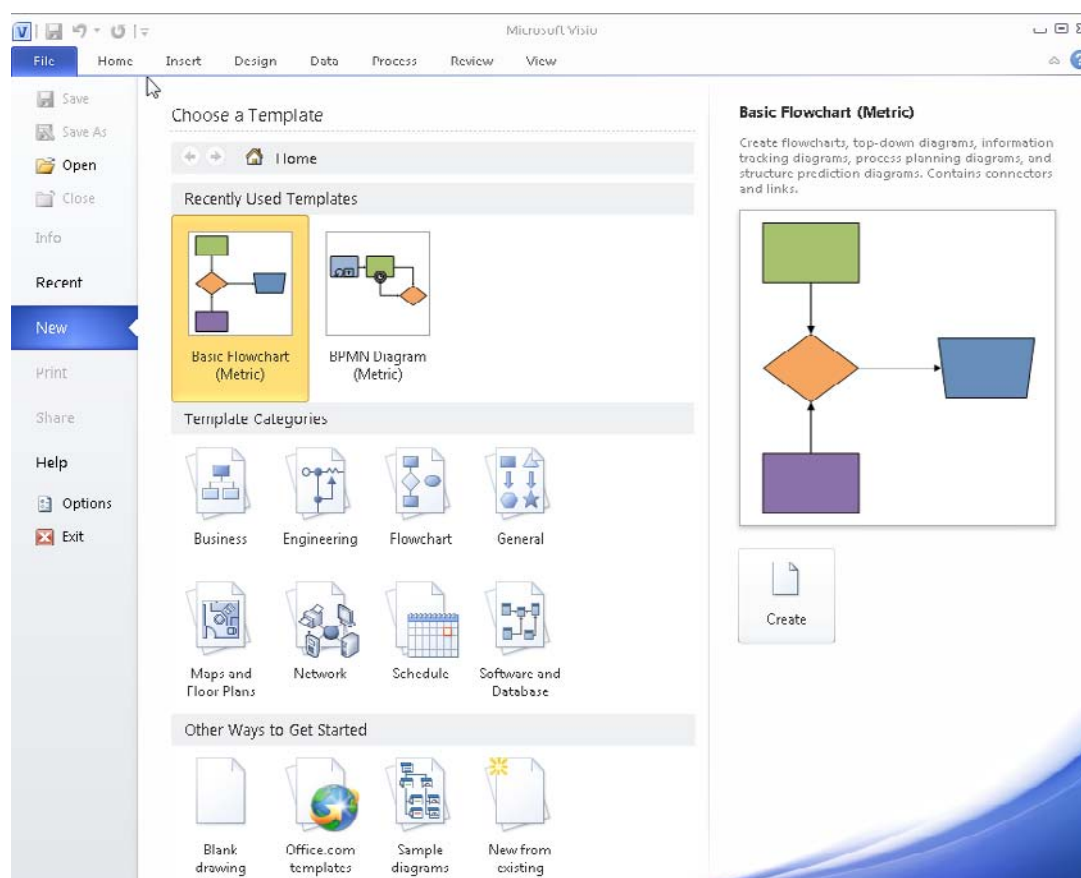 Microsoft Visio
File Home Insert Design Data Process Review View
Save
Save As
Open
Close
Info
Recent
New
Print
Share
Help
Options
Exit
Choose a Template
Home
Recently Used Templates
Basic Flowchart
(Metric)
BPMN Diagram
(Metric)
Template Categories
Business
Engineering
Flowchart
General
Maps and
Floor Plans
Network
Schedule
Software and
Database
Other Ways to Get Started
Blank
drawing
Office.com
templates
Sample
diagrams
New from
existing
Basic Flowchart (Metric)
Create flowcharts, top-down diagrams, information
tracking diagrams, process planning diagrams, and
structure prediction diagrams. Contains connectors
and links.
Create